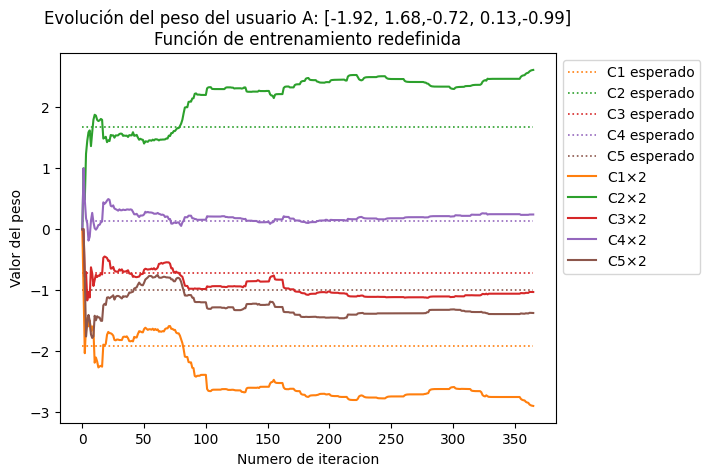 Evolución del peso del usuario A: [-1.92, 1.68,-0.72, 0.13,-0.99]
Función de entrenamiento redefinida
Valor del peso
2
1
0
−1
−2
−3
0
50
100
150
200
250
300
350
Numero de iteracion
C1 esperado
C2 esperado
C3 esperado
C4 esperado
C5 esperado
C1×2
C2×2
C3×2
C4×2
C5×2